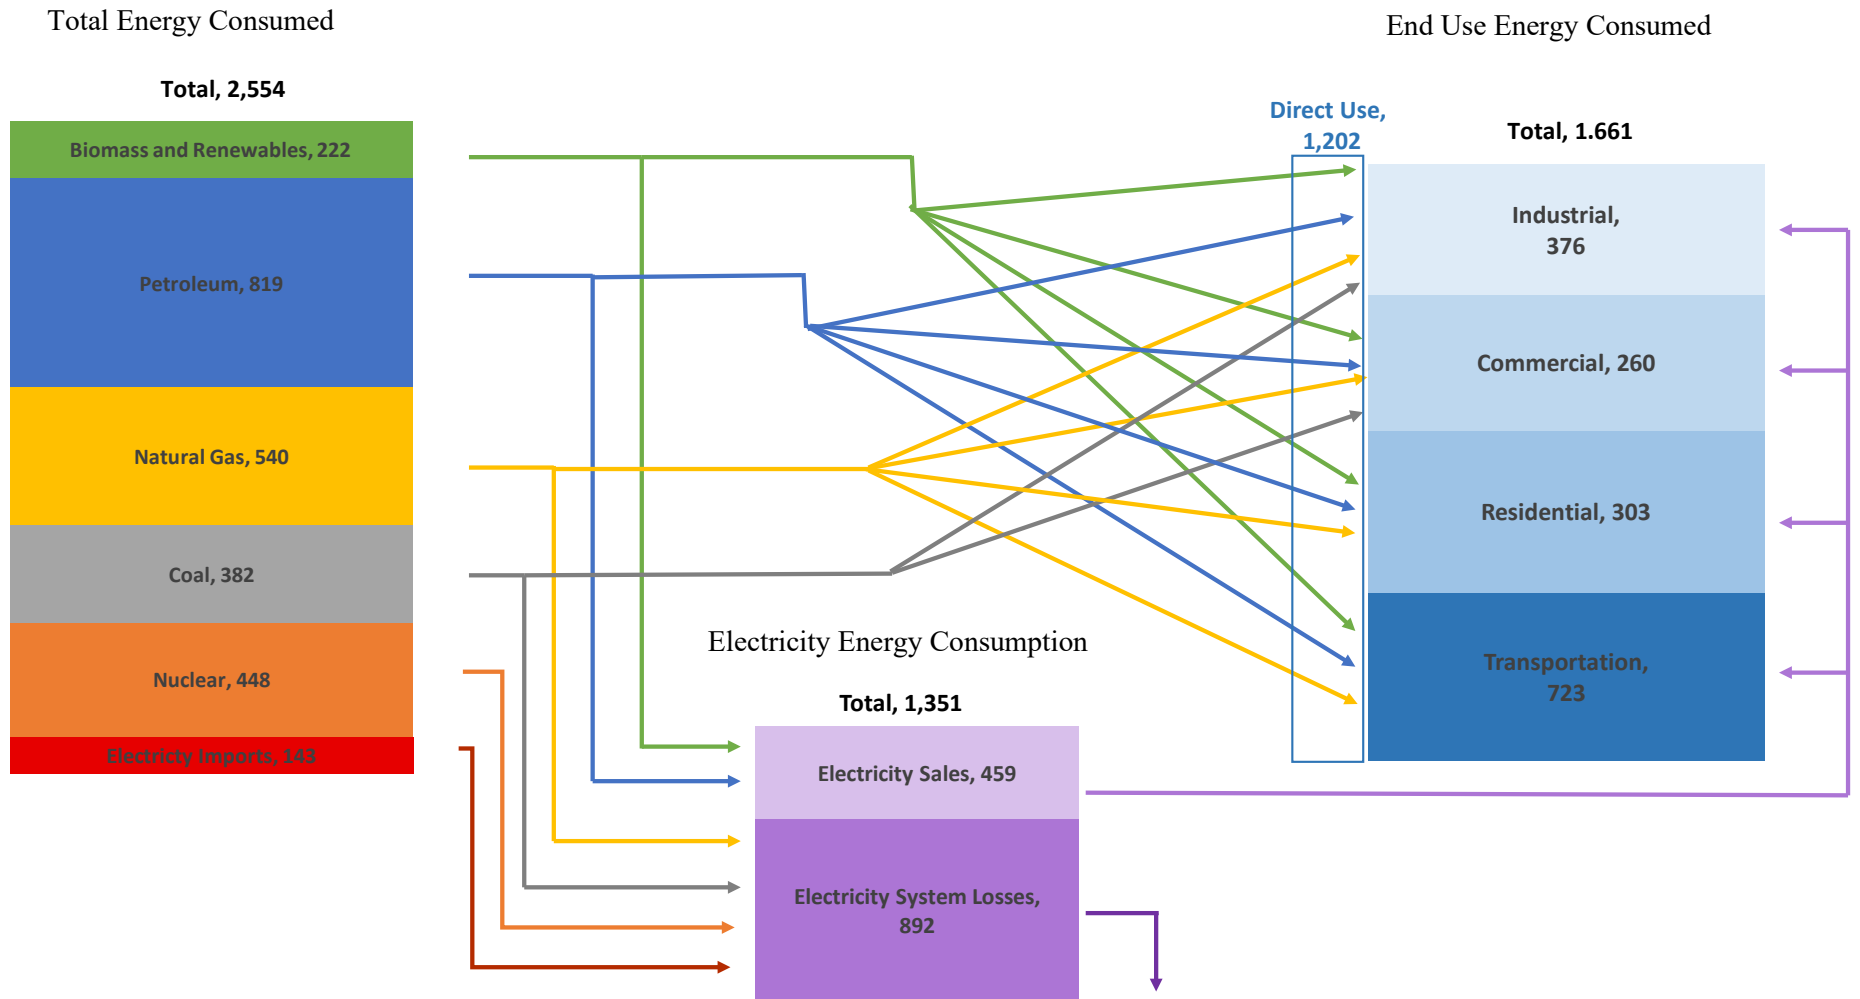 Total Energy Consumed
End Use Energy Consumed
Total, 2,554
Biomass and Renewables, 222
Petroleum, 819
Natural Gas, 540
Coal, 382
Nuclear, 448
Electricty Imports, 143
Direct Use,
1,202
Total, 1.661
Industrial,
376
Commercial, 260
Residential, 303
Transportation,
723
Electricity Energy Consumption
Total, 1,351
Electricity Sales, 459
Electricity System Losses,
892